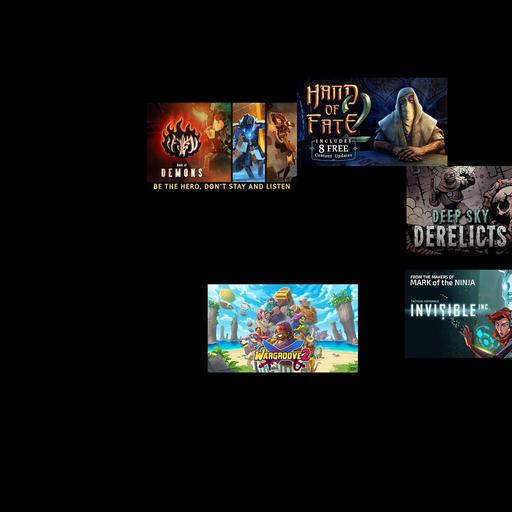 HAND
OF
FATE 2
INCLUDES
8 FREE
Content Updates
Book of
DEMONS
BE THE HERO, DON'T STAY AND LISTEN
DEEP SKY
DERELICTS
FROM THE MAKERS OF
MARK of the NINJA
TACTICAL ESPIONAGE
INVISIBLE INC.
WARGROOVE 2